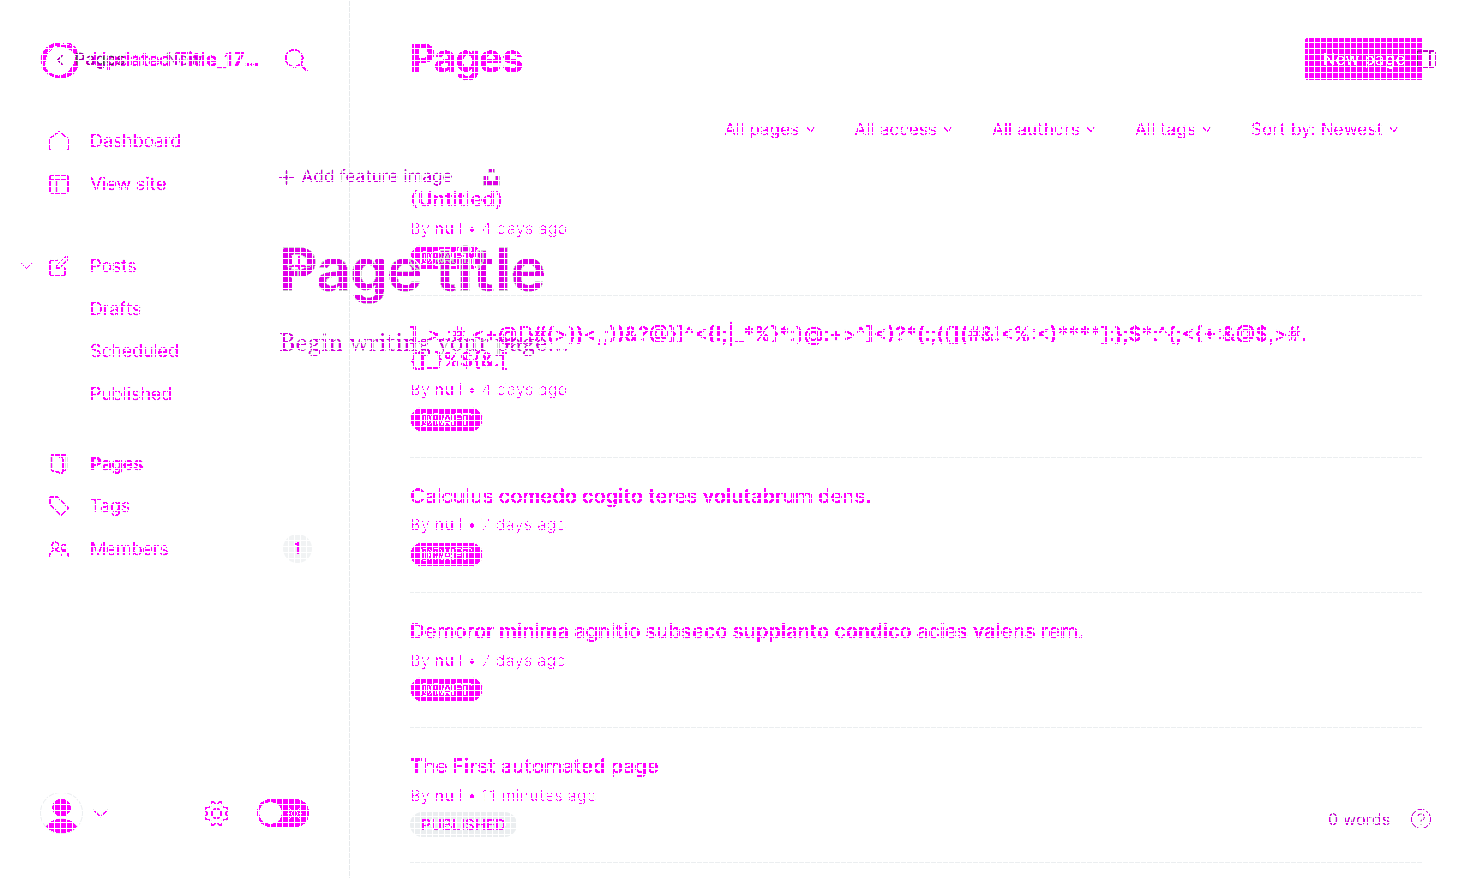 Pages
New page
Dashboard
View site
Posts
Drafts
Scheduled
Published
Pages
Tags
Members
1
All pages
All access
All authors
All tags
Sort by: Newest
Add feature image
(Untitled)
By null • 4 days ago
Page title
Begin writing your page...
By null • 4 days ago
DRAFT
Calculus comedo cogito teres volutabrum dens.
By null • 7 days ago
DRAFT
Demoror minima agnitio subseco supplanto condico acies valens rem.
By null • 7 days ago
DRAFT
The First automated page
By null • 11 minutes ago
PUBLISHED
0 words